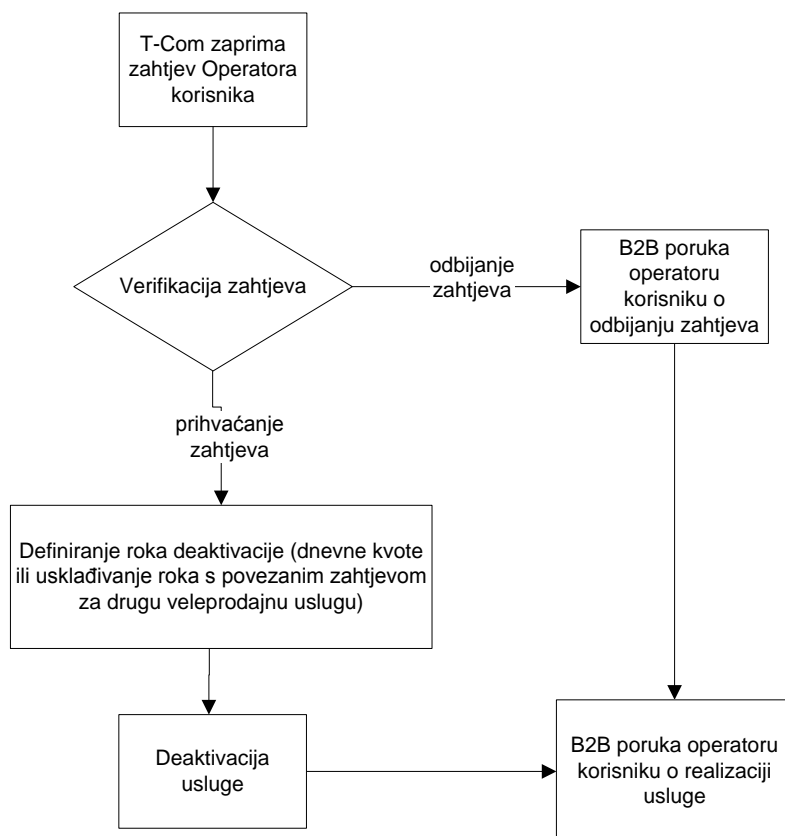 T-Com zaprima
zahtjev Operatora
korisnika
Verifikacija zahtjeva
odbijanje
zahtjeva
B2B poruka
operatoru
korisniku o
odbijanju zahtjeva
prihvaćanje
zahtjeva
Definiranje roka deaktivacije (dnevne kvote
ili usklađivanje roka s povezanim zahtjevom
za drugu veleprodajnu uslugu)
Deaktivacija
usluge
B2B poruka operatoru
korisniku o realizaciji
usluge